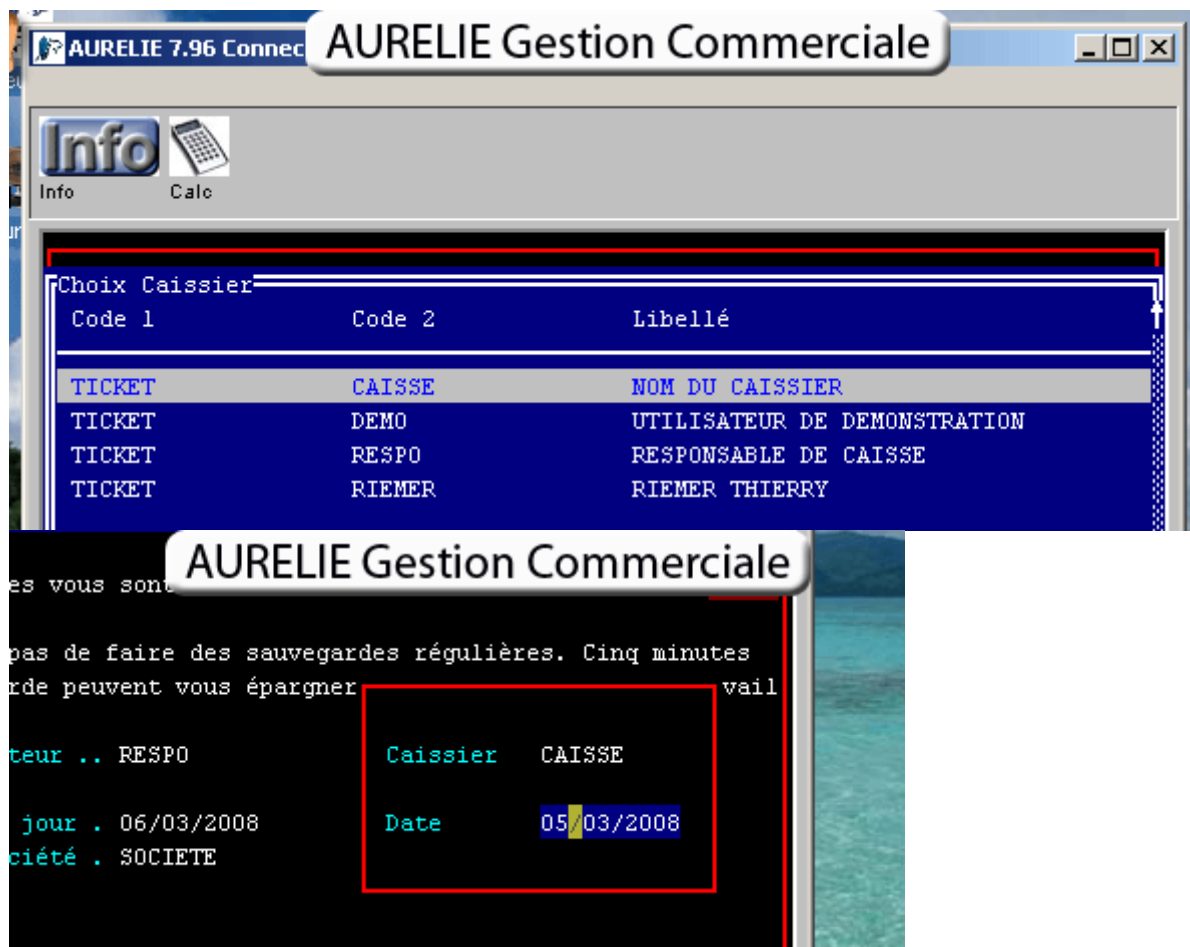 AURELIE 7.96 Connec
AURELIE Gestion Commerciale
Info
Info Calc
Choix Caissier
Code 1 Code 2 Libellé
TICKET CAISSE NOM DU CAISSIER
TICKET DEMO UTILISATEUR DE DEMONSTRATION
TICKET RESPO RESPONSABLE DE CAISSE
TICKET RIEMER RIEMER THIERRY
AURELIE Gestion Commerciale
es vous sont
pas de faire des sauvegardes régulières. Cinq minutes
rde peuvent vous épargner vail
teur .. RESPO Caissier CAISSE
jour . 06/03/2008 Date 05/03/2008
ciété . SOCIETE